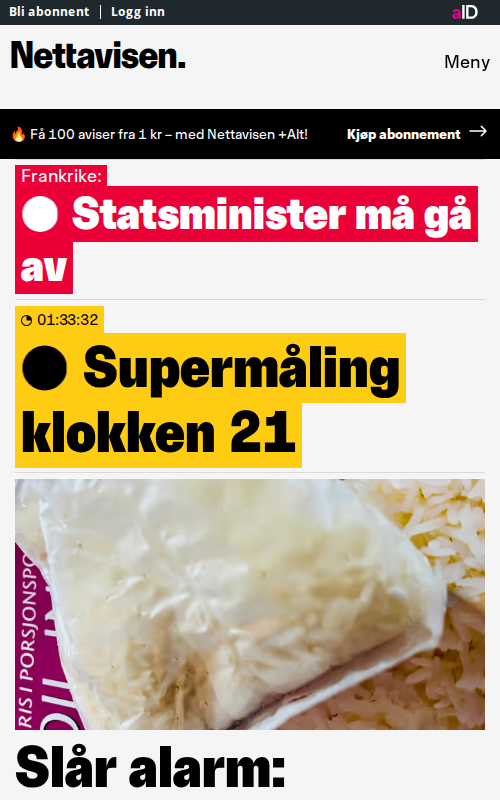 Bli abonnent | Logg inn
aID
Nettavisen.
Meny
🔥 Få 100 aviser fra 1 kr – med Nettavisen +Alt!
Kjøp abonnement →
Frankrike:
Statsminister må gå
av
01:33:32
Supermåling
klokken 21
RIS I PORSJONSPO
Slår alarm: